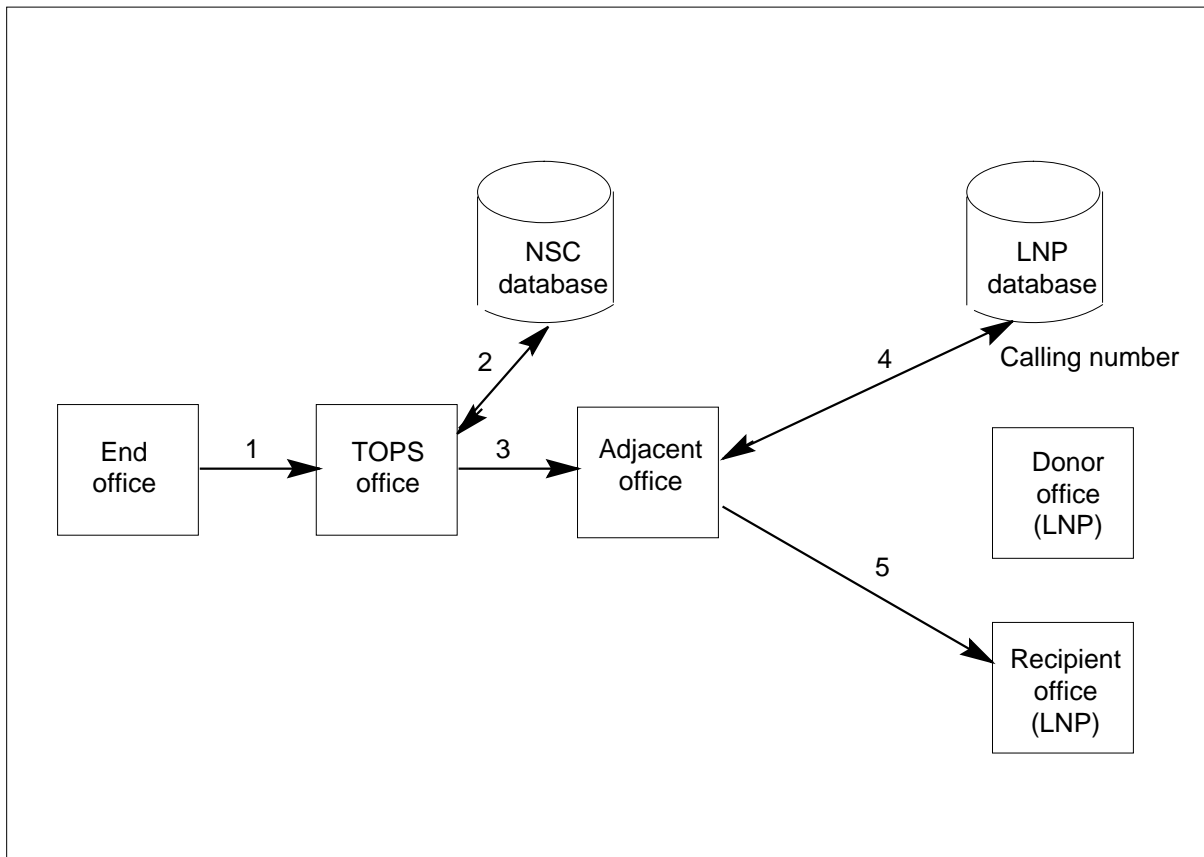 NSC
database
LNP
database
Calling number
2
4
End
office
1
TOPS
office
3
Adjacent
office
Donor
office
(LNP)
5
Recipient
office
(LNP)